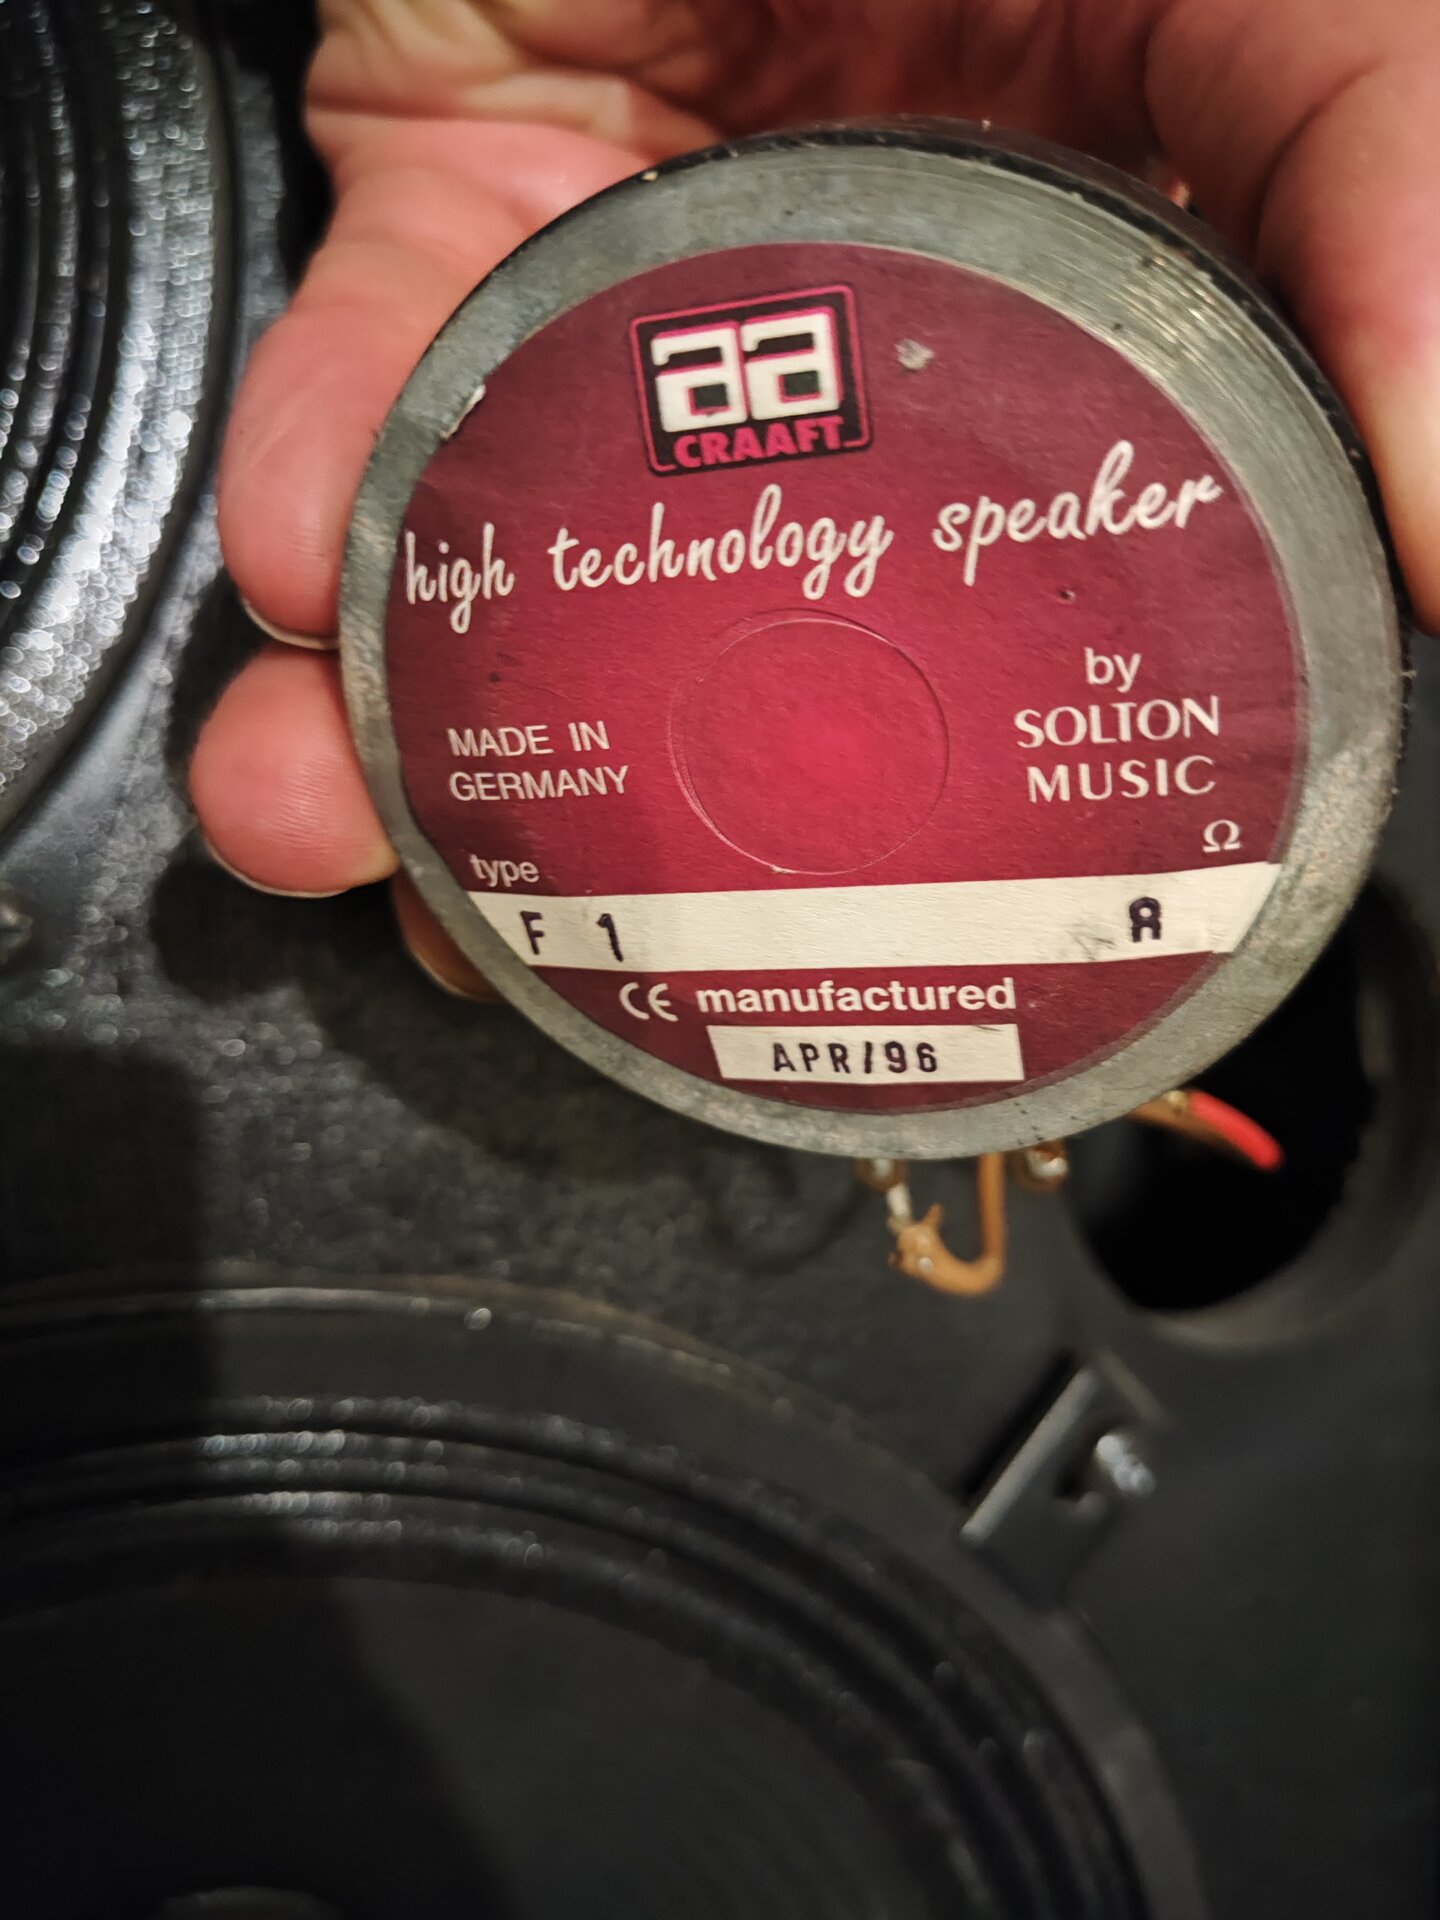 aa
CRAAFT
high technology speaker
MADE IN
GERMANY
by
SOLTON
MUSIC
type
Ω
F 1 8
CE manufactured
APR/96